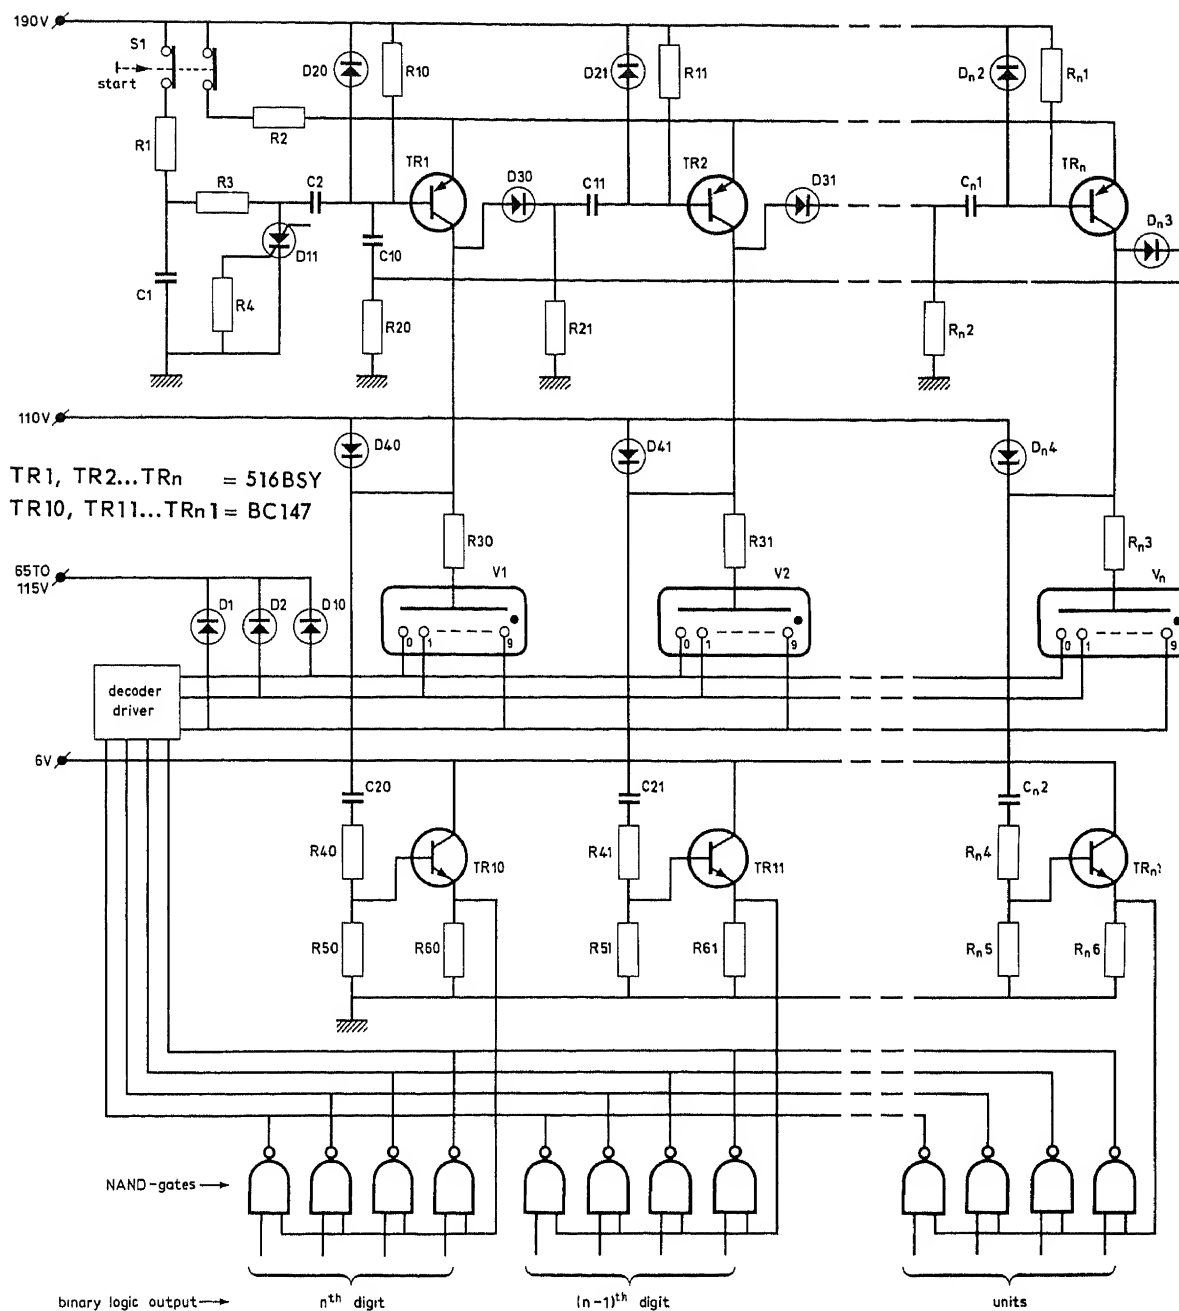 190V
S1
start
D20
R10
D21
R11
Dn2
Rn1
R1
R2
R3
C2
TR1
D30
C11
TR2
D31
Cn1
TRn
Dn3
C1
R4
D11
C10
R20
R21
Rn2
110V
D40
D41
Dn4
TR1, TR2...TRn = 516BSY
TR10, TR11...TRn1 = BC147
R30
R31
Rn3
65TO
115V
D1
D2
D10
V1
V2
Vn
0 1 9
0 1 9
0 1 9
decoder
driver
6V
C20
C21
Cn2
R40
TR10
R41
TR11
Rn4
TRn1
R50
R60
R51
R61
Rn5
Rn6
NAND-gates
binary logic output
nth digit
(n-1)th digit
units